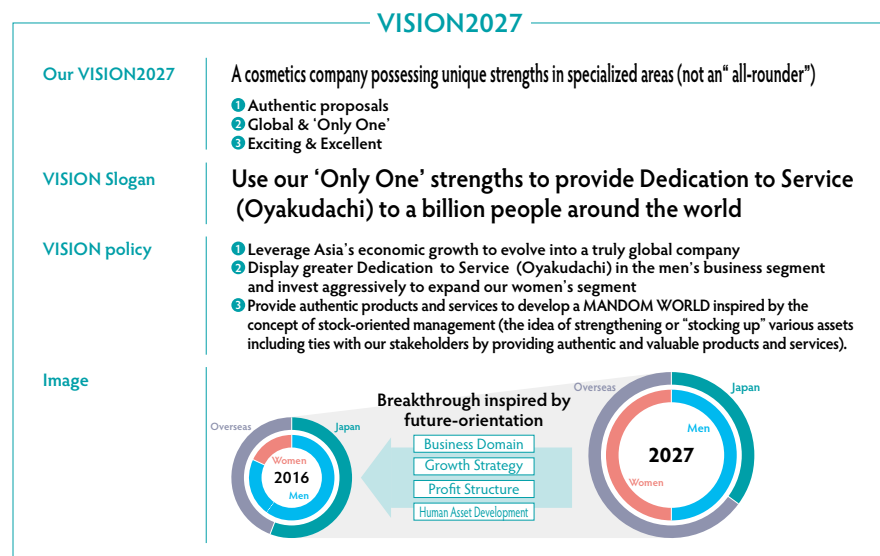 VISION2027
Our VISION2027
A cosmetics company possessing unique strengths in specialized areas (not an“ all-rounder”)
1 Authentic proposals
2 Global & ‘Only One’
3 Exciting & Excellent
VISION Slogan
Use our ‘Only One’ strengths to provide Dedication to Service
(Oyakudachi) to a billion people around the world
VISION policy
1 Leverage Asia’s economic growth to evolve into a truly global company
2 Display greater Dedication to Service (Oyakudachi) in the men’s business segment
and invest aggressively to expand our women’s segment
3 Provide authentic products and services to develop a MANDOM WORLD inspired by the
concept of stock-oriented management (the idea of strengthening or “stocking up” various assets
including ties with our stakeholders by providing authentic and valuable products and services).
Image
Overseas
Japan
Women
2016
Men
Breakthrough inspired by
future-orientation
Business Domain
Growth Strategy
Profit Structure
Human Asset Development
Overseas
Japan
Men
2027
Women